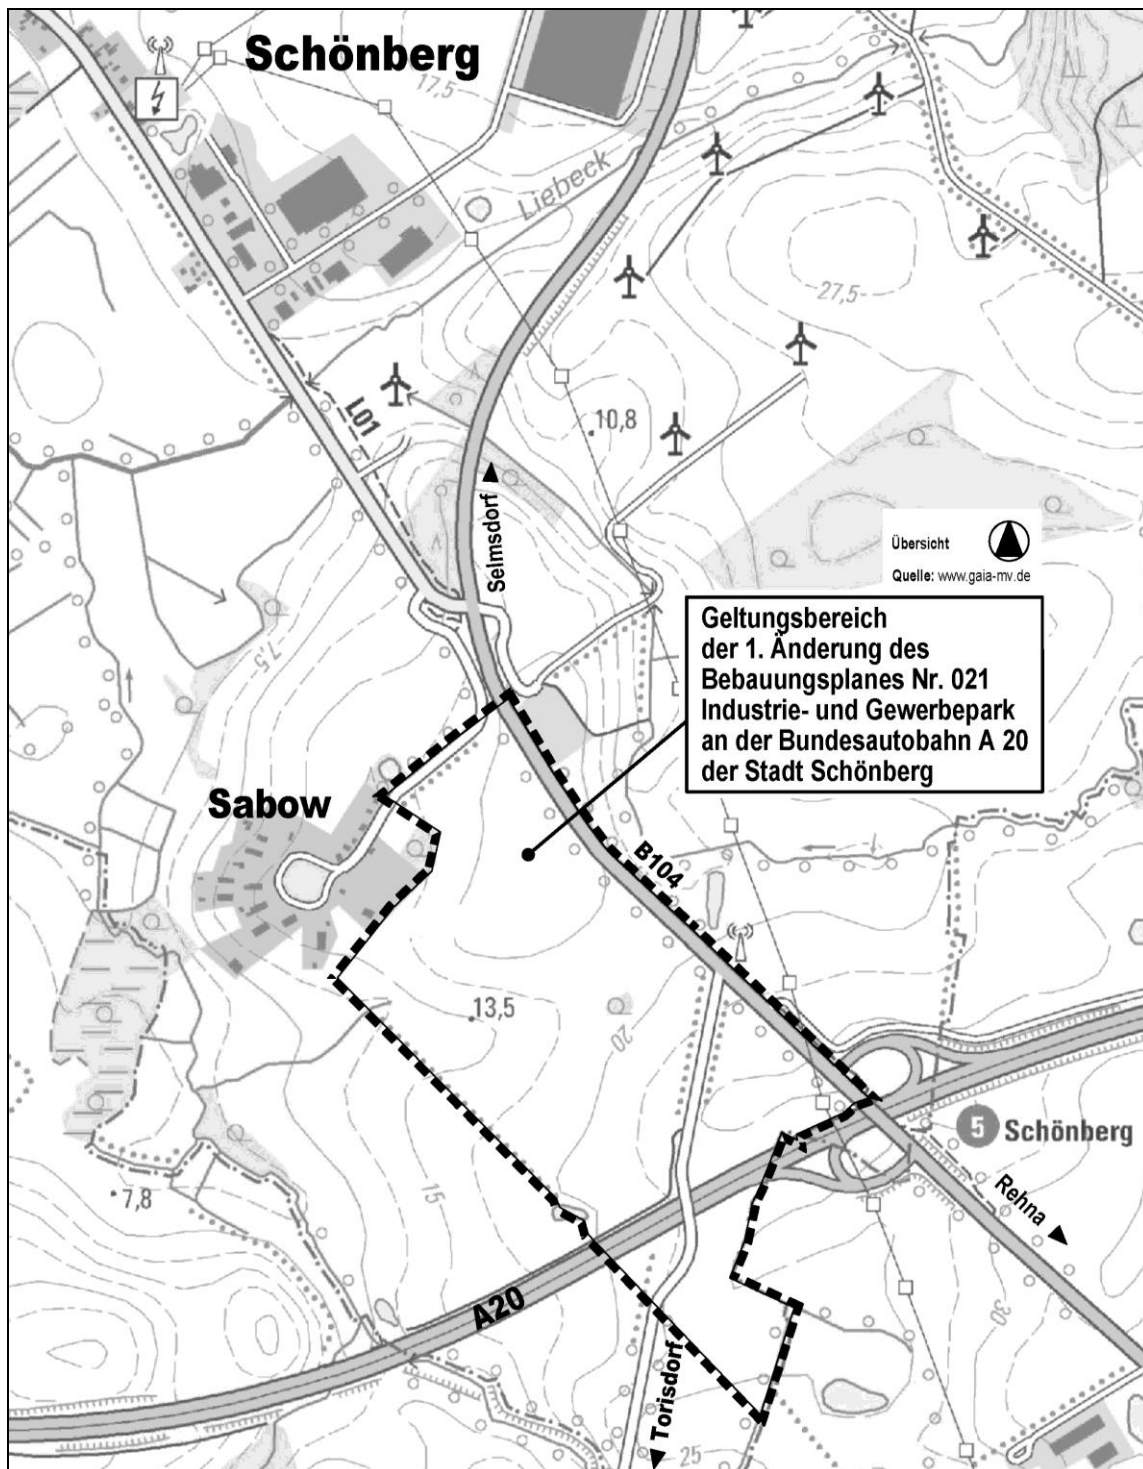 Schönberg
17,5
Liebeck
27,5
L01
10,8
Selmsdorf
Übersicht
Quelle: www.gaia-mv.de
7,5
Geltungsbereich
der 1. Änderung des
Bebauungsplanes Nr. 021
Industrie- und Gewerbepark
an der Bundesautobahn A 20
der Stadt Schönberg
Sabow
B104
13,5
20
5 Schönberg
7,8
15
Rehna
A20
30
Torisdorf
25